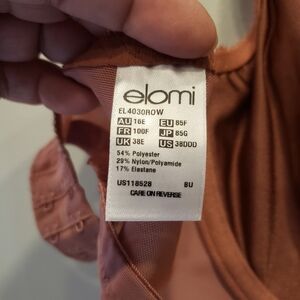 elomi
EL4030ROW
AU 16E EU 85F
FR 100F JP 85G
UK 38E US 38DDD
54% Polyester
29% Nylon/Polyamide
17% Elastane
US118528 BU
CARE ON REVERSE